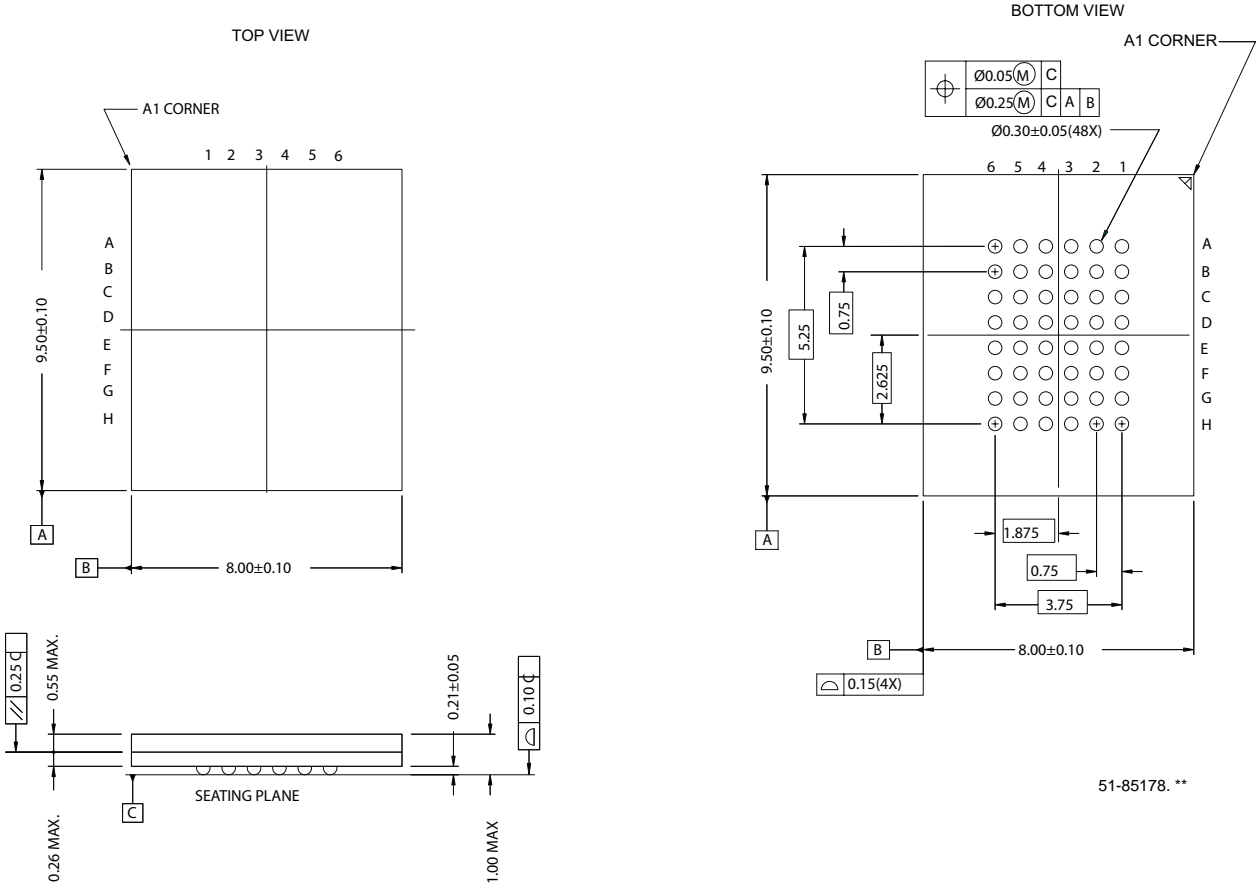 TOP VIEW
A1 CORNER
1 2 3 4 5 6
A
B
C
D
E
F
G
H
9.50±0.10
A
B
8.00±0.10
BOTTOM VIEW
A1 CORNER
Ø0.05 M C
Ø0.25 M C A B
Ø0.30±0.05(48X)
6 5 4 3 2 1
A
B
C
D
E
F
G
H
9.50±0.10
5.25
0.75
2.625
A
1.875
0.75
3.75
B
8.00±0.10
0.15(4X)
0.25 C
0.55 MAX.
0.21±0.05
0.10 C
SEATING PLANE
C
0.26 MAX.
1.00 MAX
51-85178. **